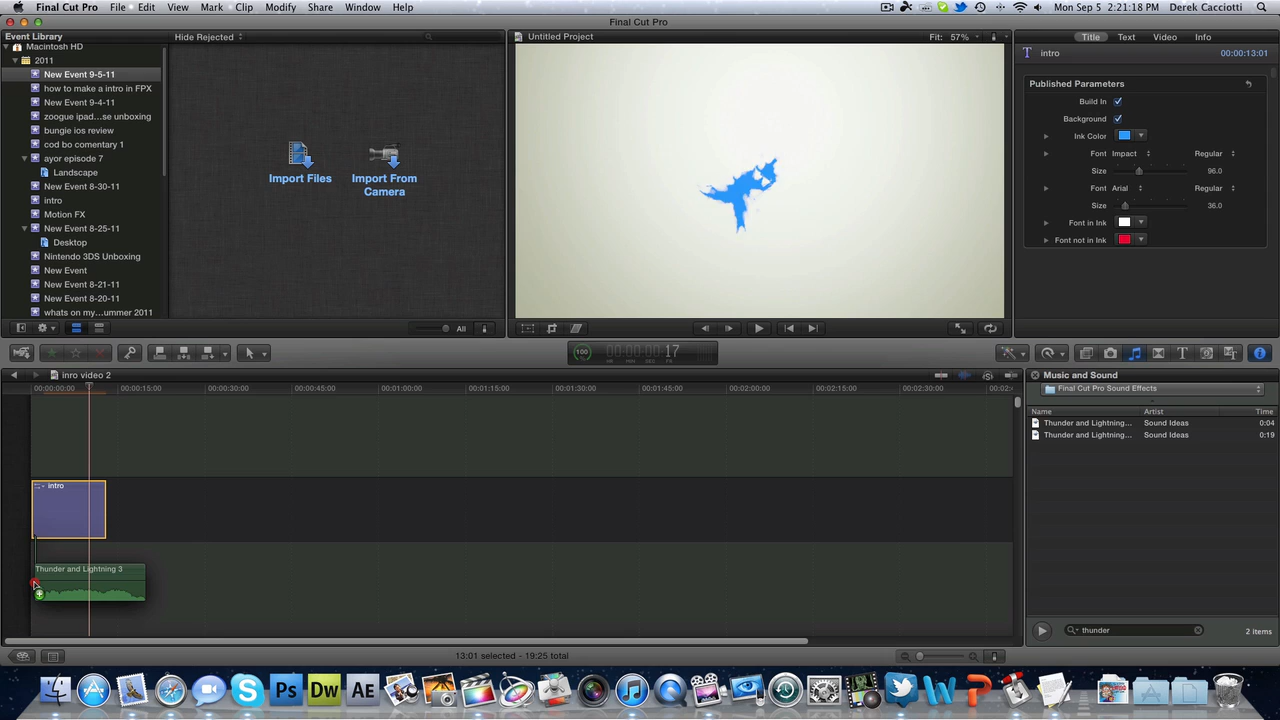 Final Cut Pro File Edit View Mark Clip Modify Share Window Help Mon Sep 5 2:21:18 PM Derek Cacciotti
Final Cut Pro
Event Library
Hide Rejected
Untitled Project
Fit: 57%
Title Text Video Info
Macintosh HD
2011
New Event 9-5-11
how to make a intro in FPX
New Event 9-4-11
zoogue ipad...se unboxing
bungie ios review
cod bo comentary 1
ayor episode 7
Landscape
New Event 8-30-11
intro
Motion FX
New Event 8-25-11
Desktop
Nintendo 3DS Unboxing
New Event
New Event 8-21-11
New Event 8-20-11
whats on my...ummer 2011
Import Files
Import From
Camera
All
intro 00:00:13:01
Published Parameters
Build In
Background
Ink Color
Font Impact Regular
Size 96.0
Font Arial Regular
Size 36.0
Font in Ink
Font not in Ink
100 00:00:00:17
inro video 2
00:00:00:00 00:00:15:00 00:00:30:00 00:00:45:00 00:01:00:00 00:01:15:00 00:01:30:00 00:01:45:00 00:02:00:00 00:02:15:00 00:02:30:00
intro
Thunder and Lightning 3
Music and Sound
Final Cut Pro Sound Effects
Name Artist Time
Thunder and Lightning... Sound Ideas 0:04
Thunder and Lightning... Sound Ideas 0:19
thunder
2 items
13:01 selected - 19:25 total
Ps Dw AE